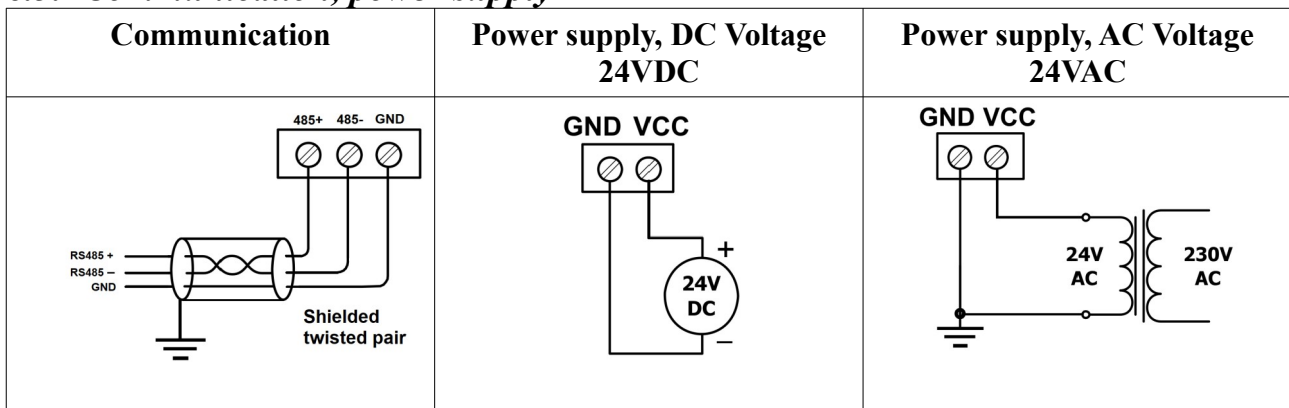 Communication
Power supply, DC Voltage
24VDC
Power supply, AC Voltage
24VAC
485+ 485- GND
RS485 +
RS485 –
GND
Shielded
twisted pair
GND VCC
+
24V
DC
–
GND VCC
24V
AC
230V
AC